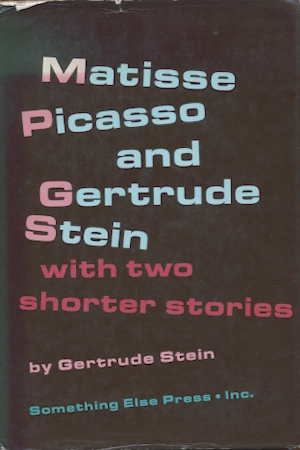 Matisse
Picasso
and
Gertrude
Stein
with two
shorter stories
by Gertrude Stein
Something Else Press • Inc.